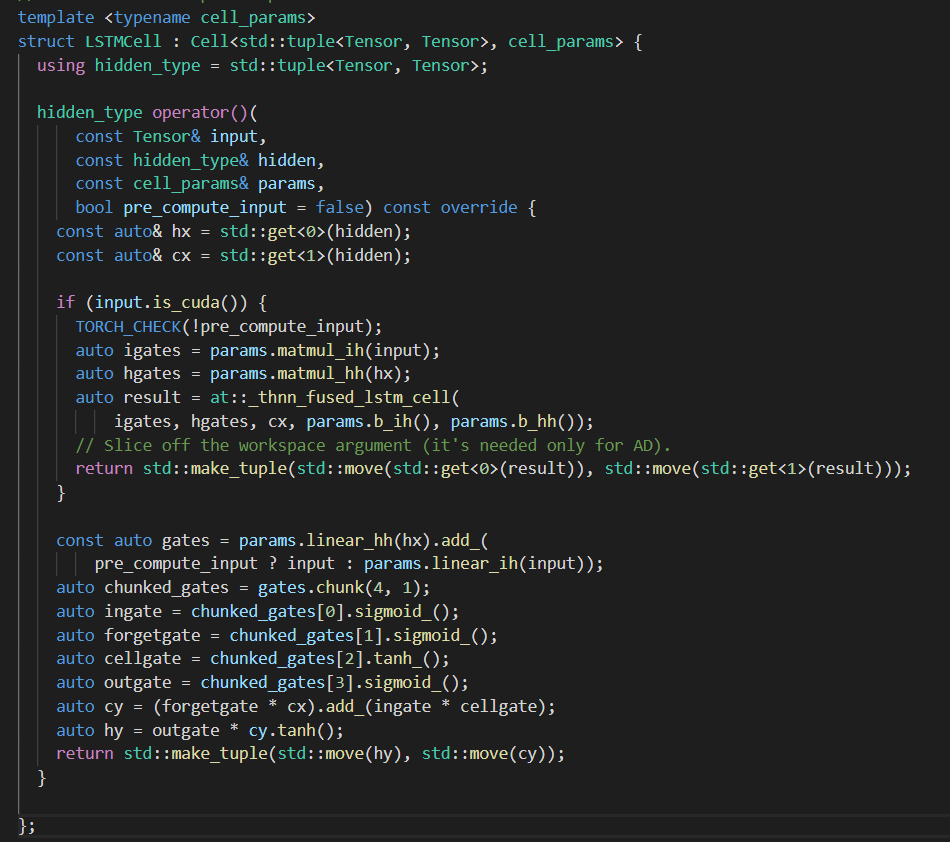 template <typename cell_params>
struct LSTMCell : Cell<std::tuple<Tensor, Tensor>, cell_params> {
  using hidden_type = std::tuple<Tensor, Tensor>;

  hidden_type operator()(
      const Tensor& input,
      const hidden_type& hidden,
      const cell_params& params,
      bool pre_compute_input = false) const override {
    const auto& hx = std::get<0>(hidden);
    const auto& cx = std::get<1>(hidden);

    if (input.is_cuda()) {
      TORCH_CHECK(!pre_compute_input);
      auto igates = params.matmul_ih(input);
      auto hgates = params.matmul_hh(hx);
      auto result = at::_thnn_fused_lstm_cell(
          igates, hgates, cx, params.b_ih(), params.b_hh());
      // Slice off the workspace argument (it's needed only for AD).
      return std::make_tuple(std::move(std::get<0>(result)), std::move(std::get<1>(result)));
    }

    const auto gates = params.linear_hh(hx).add_(
        pre_compute_input ? input : params.linear_ih(input));
    auto chunked_gates = gates.chunk(4, 1);
    auto ingate = chunked_gates[0].sigmoid_();
    auto forgetgate = chunked_gates[1].sigmoid_();
    auto cellgate = chunked_gates[2].tanh_();
    auto outgate = chunked_gates[3].sigmoid_();
    auto cy = (forgetgate * cx).add_(ingate * cellgate);
    auto hy = outgate * cy.tanh();
    return std::make_tuple(std::move(hy), std::move(cy));
  }

};